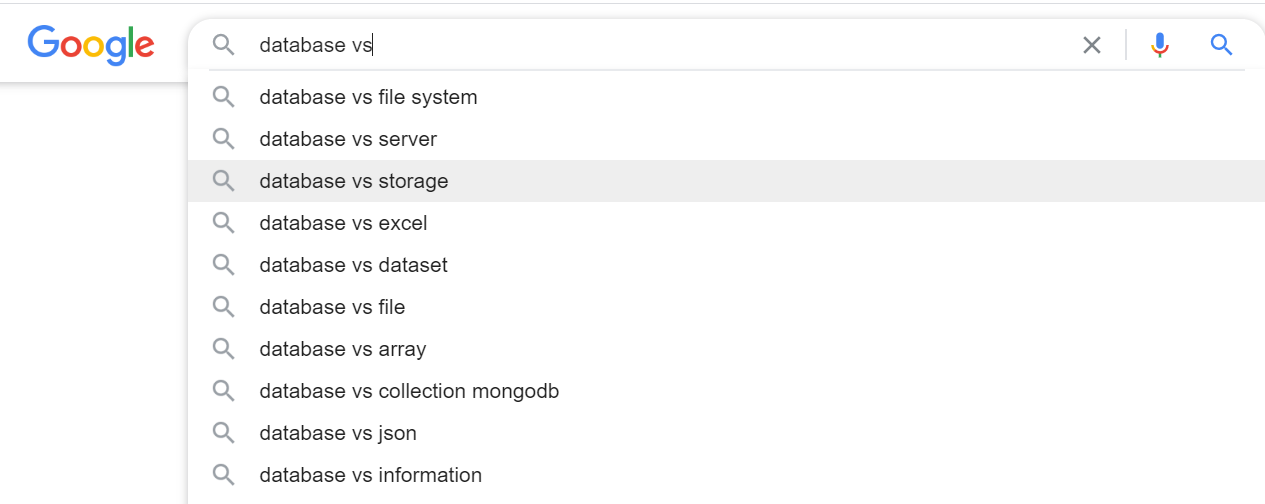 Google
database vs
database vs file system
database vs server
database vs storage
database vs excel
database vs dataset
database vs file
database vs array
database vs collection mongodb
database vs json
database vs information